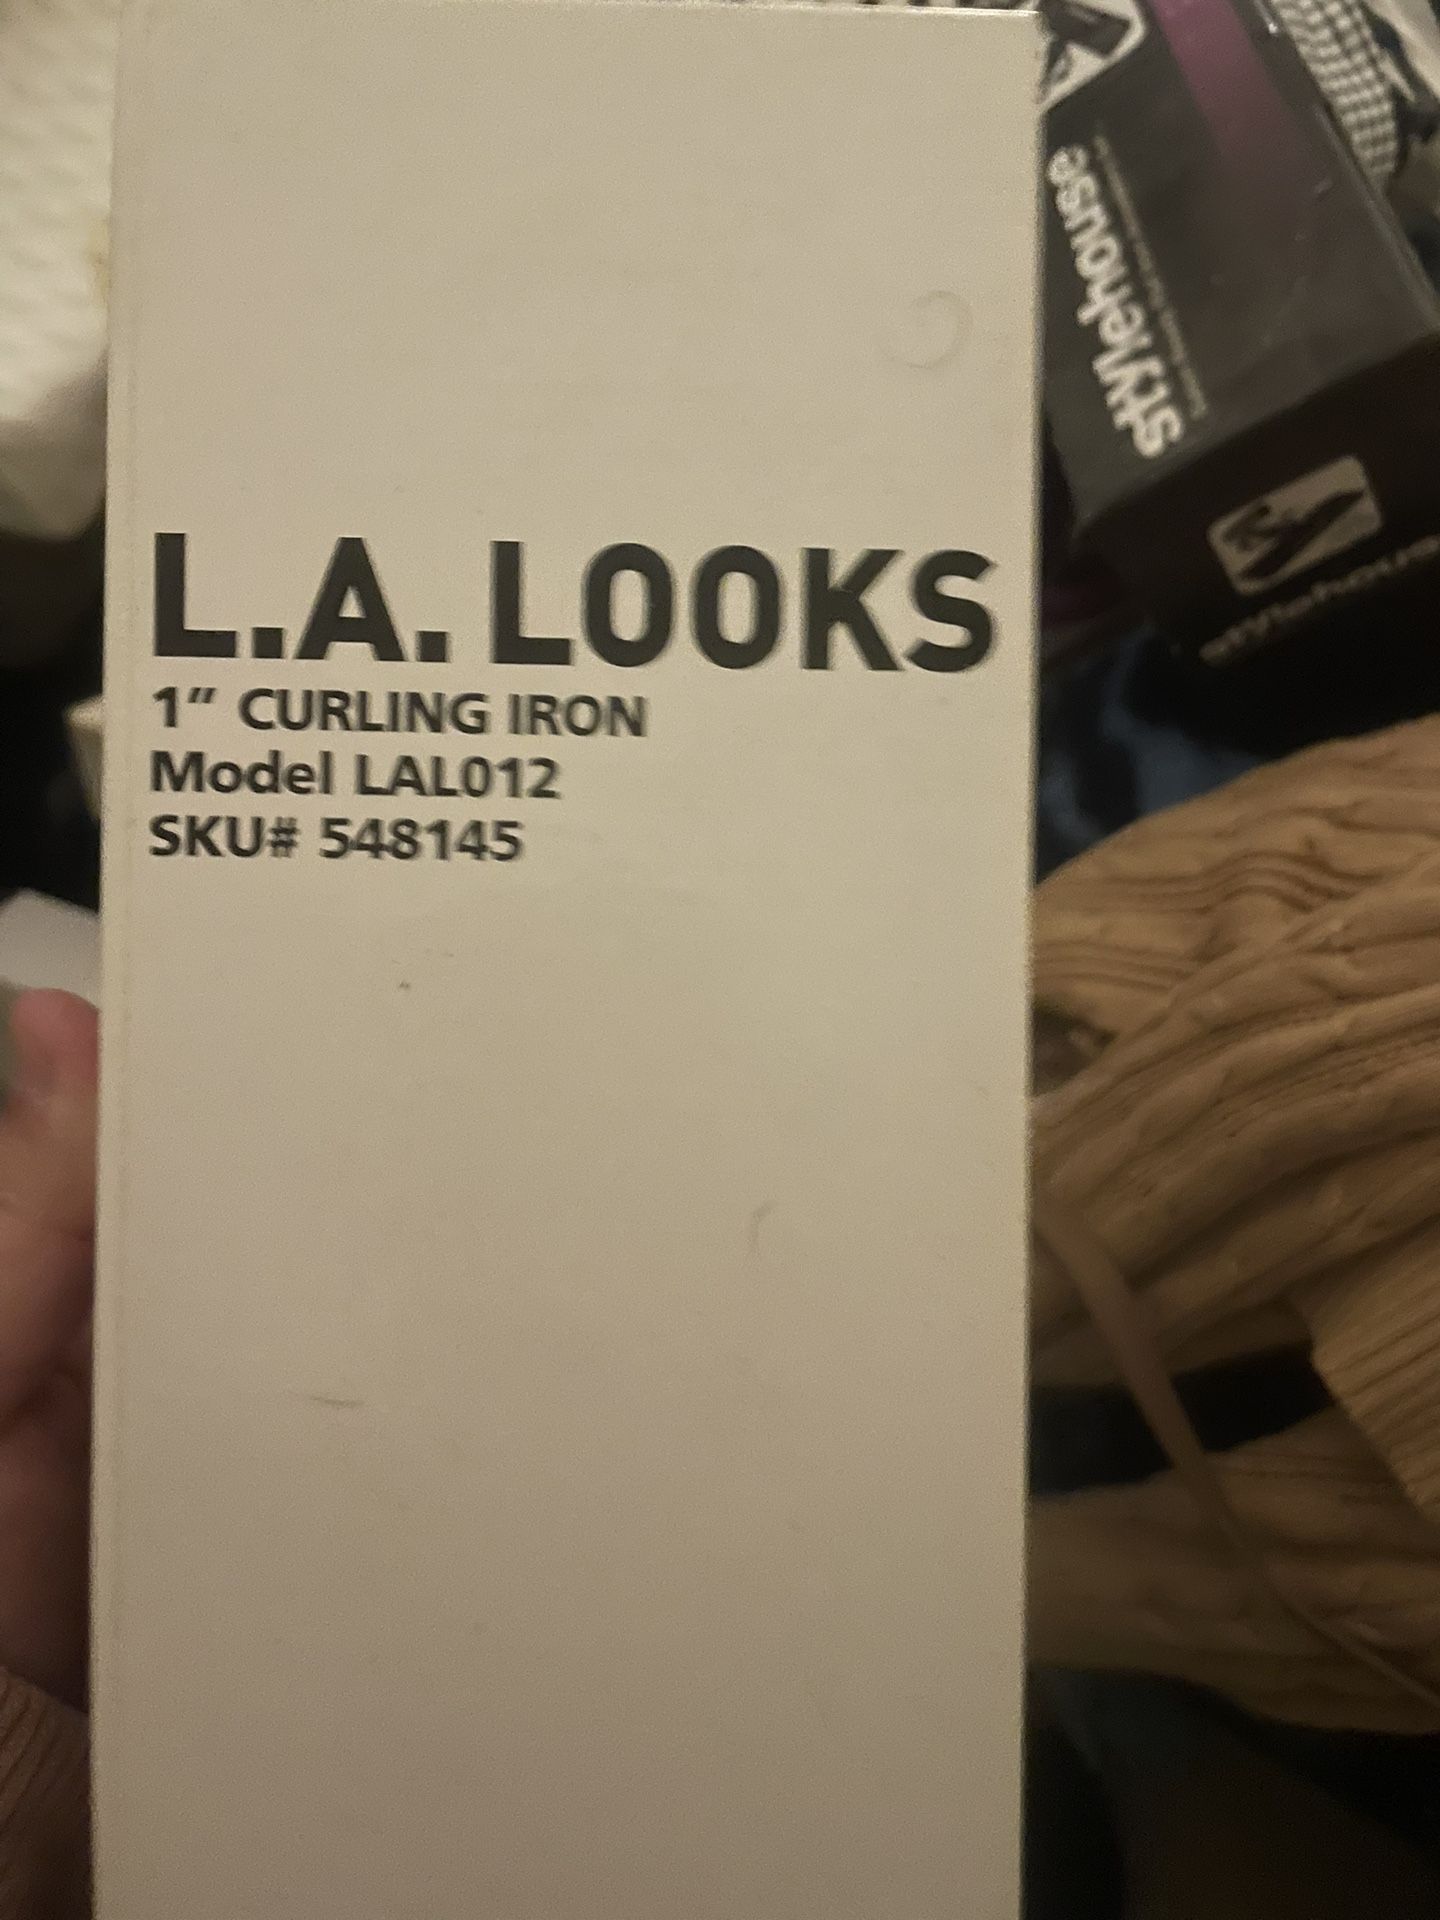 L.A. LOOKS
1” CURLING IRON
Model LAL012
SKU# 548145
stylehouse
stylehouse